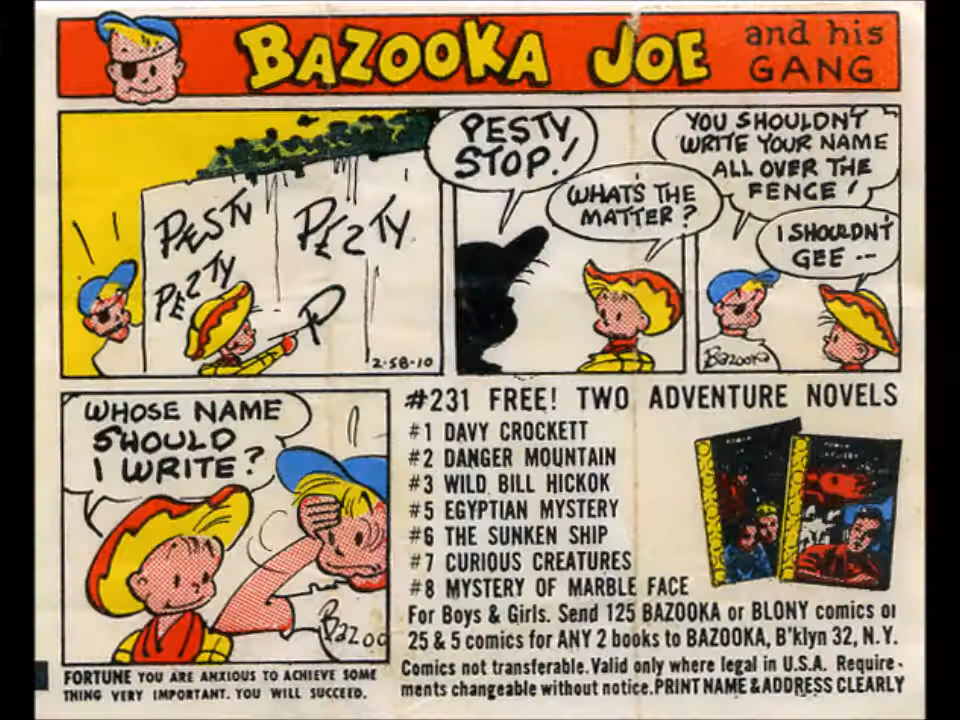 BAZOOKA JOE
and his
GANG
PESTY
PEZTY
PEZTY
P
2-58-10
PESTY,
STOP!
WHAT'S THE
MATTER?
YOU SHOULDN'T
WRITE YOUR NAME
ALL OVER THE
FENCE!
I SHOULDN'T
GEE --
Bazooka
WHOSE NAME
SHOULD
I WRITE?
Bazoo
FORTUNE YOU ARE ANXIOUS TO ACHIEVE SOME
THING VERY IMPORTANT. YOU WILL SUCCEED.
#231 FREE! TWO ADVENTURE NOVELS
#1 DAVY CROCKETT
#2 DANGER MOUNTAIN
#3 WILD BILL HICKOK
#5 EGYPTIAN MYSTERY
#6 THE SUNKEN SHIP
#7 CURIOUS CREATURES
#8 MYSTERY OF MARBLE FACE
For Boys & Girls. Send 125 BAZOOKA or BLONY comics or
25 & 5 comics for ANY 2 books to BAZOOKA, B'klyn 32, N.Y.
Comics not transferable. Valid only where legal in U.S.A. Require-
ments changeable without notice. PRINT NAME & ADDRESS CLEARLY